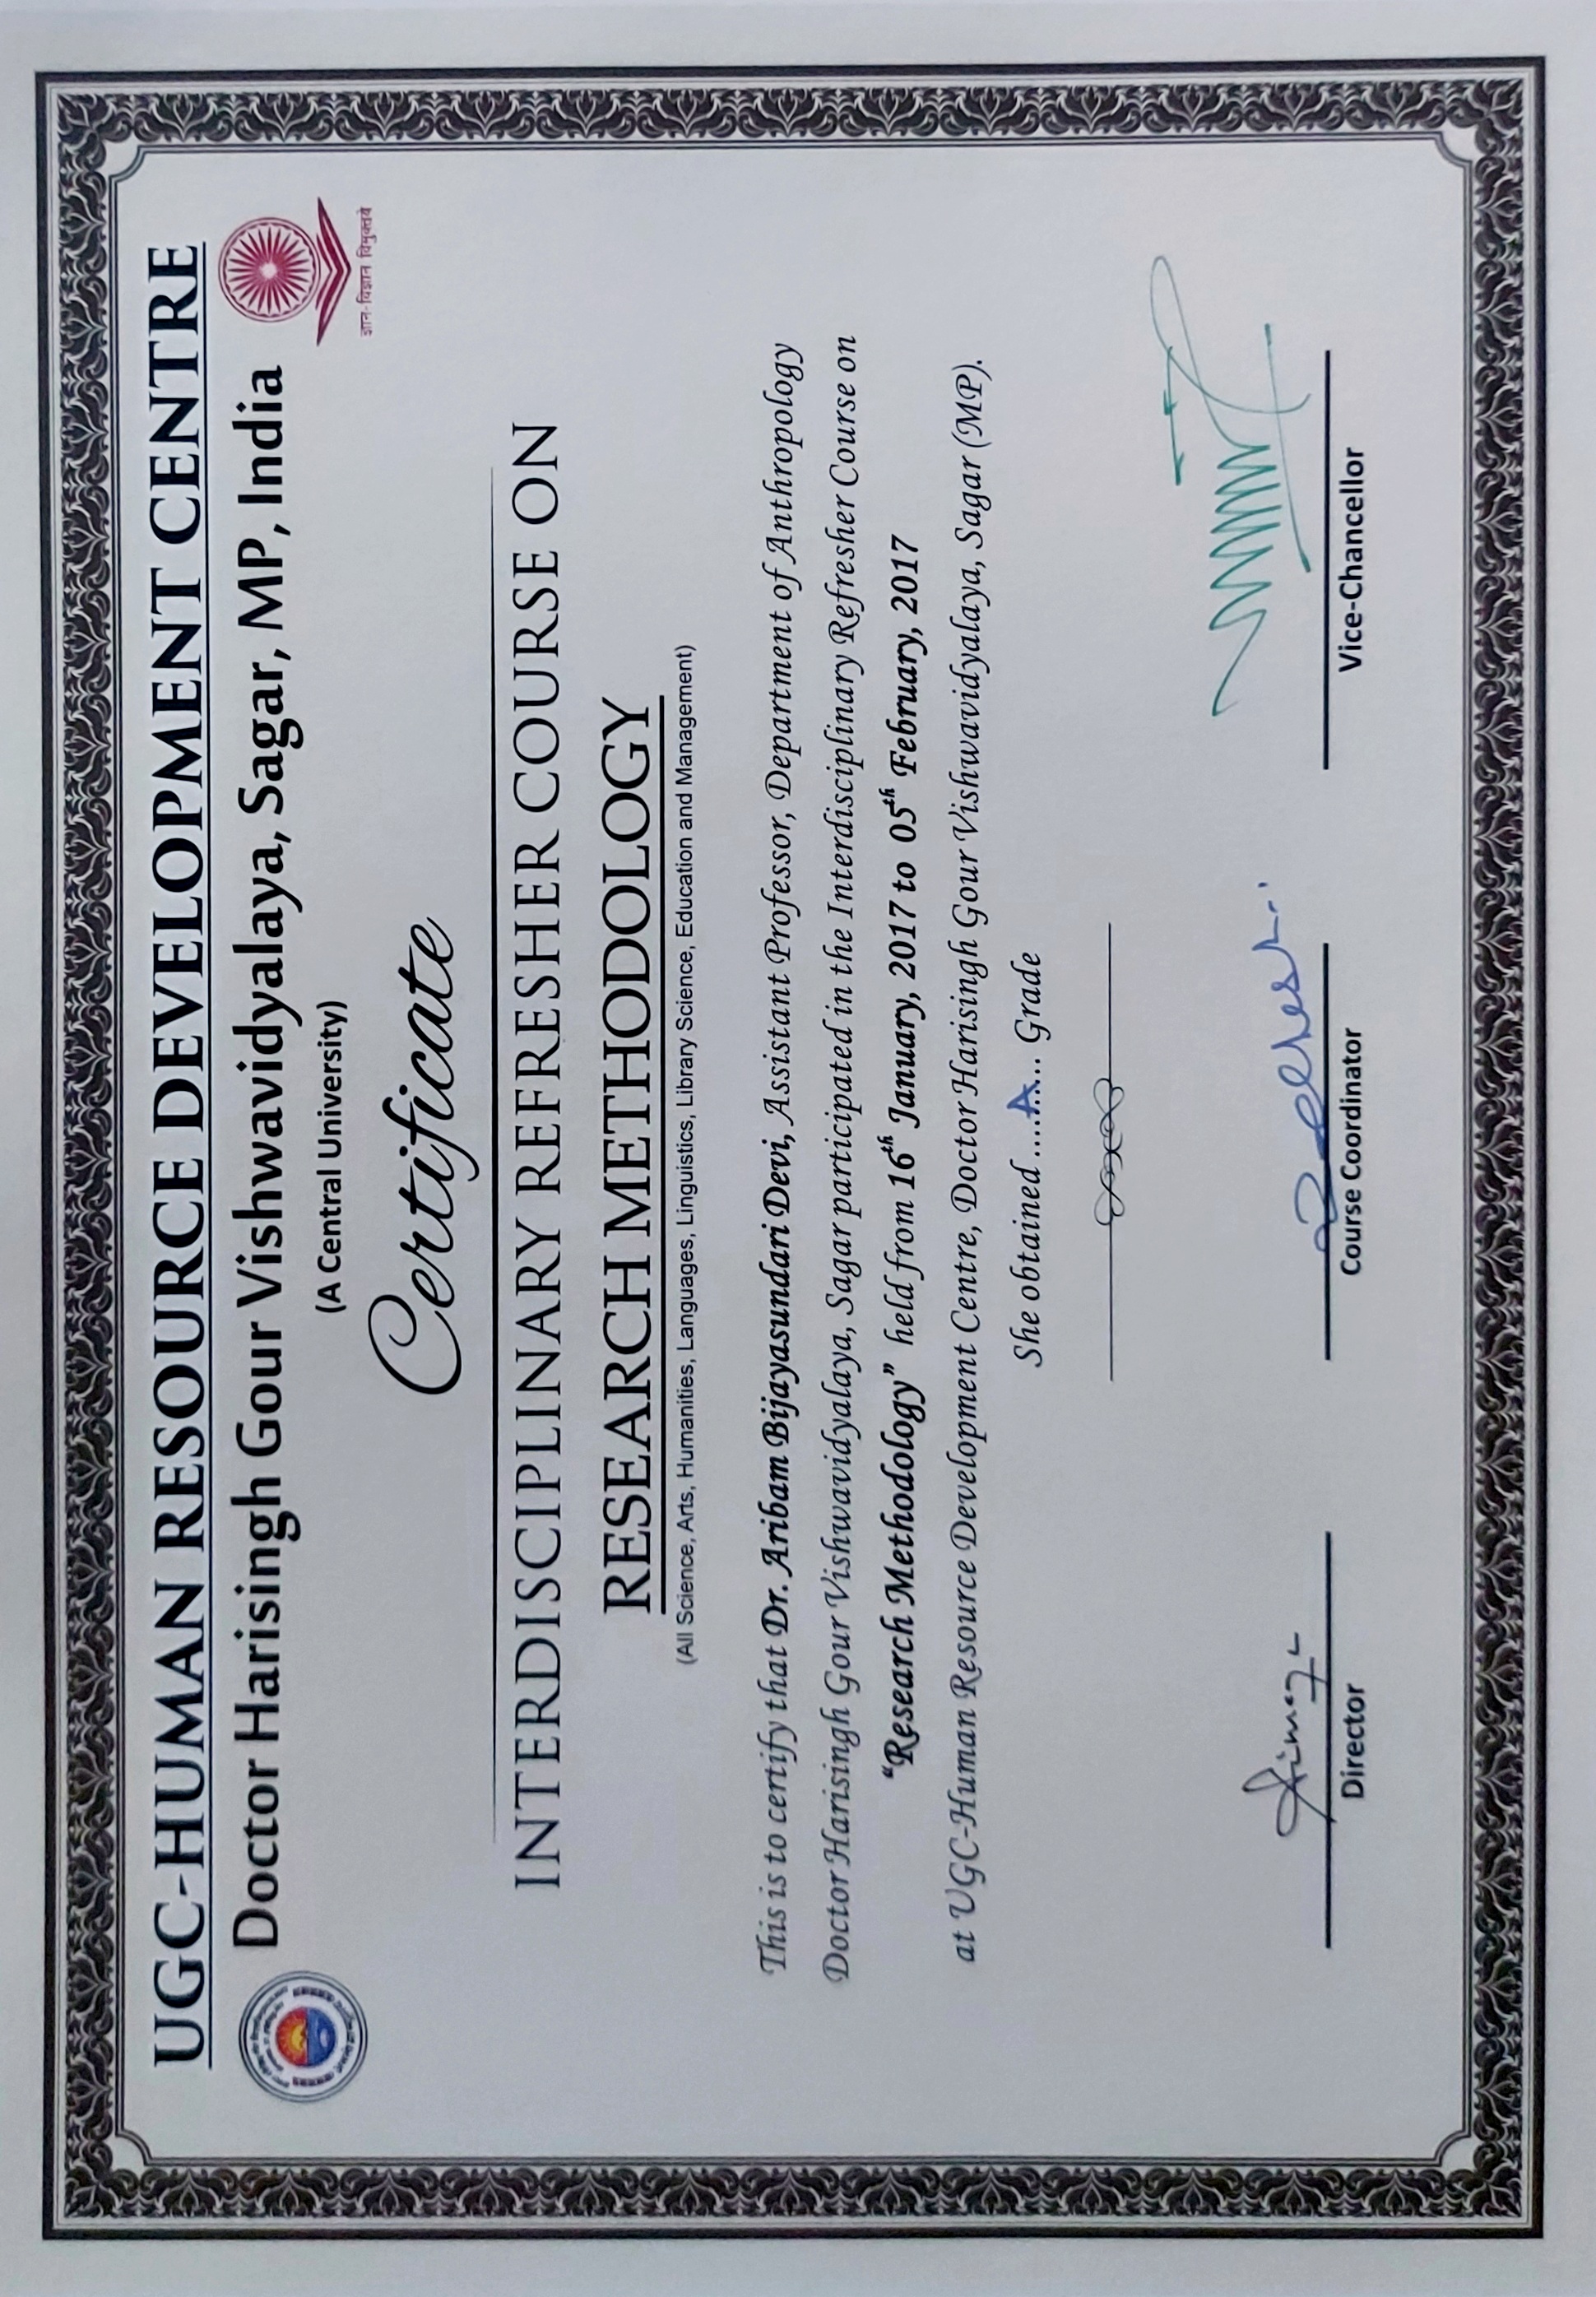 UGC-HUMAN RESOURCE DEVELOPMENT CENTRE
Doctor Harisingh Gour Vishwavidyalaya, Sagar, MP, India
(A Central University)
ज्ञान-विज्ञान विमुक्तये
Certificate
INTERDISCIPLINARY REFRESHER COURSE ON
RESEARCH METHODOLOGY
(All Science, Arts, Humanities, Languages, Linguistics, Library Science, Education and Management)
This is to certify that Dr. Aribam Bijayasundari Devi, Assistant Professor, Department of Anthropology
Doctor Harisingh Gour Vishwavidyalaya, Sagar participated in the Interdisciplinary Refresher Course on
“Research Methodology” held from 16th January, 2017 to 05th February, 2017
at UGC-Human Resource Development Centre, Doctor Harisingh Gour Vishwavidyalaya, Sagar (MP).
She obtained ....A.... Grade
Director
Course Coordinator
Vice-Chancellor